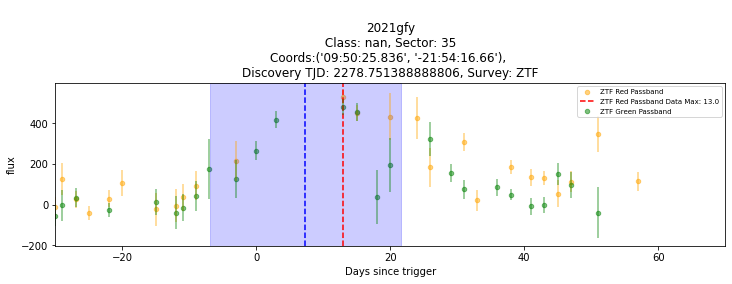 2021gfy
Class: nan, Sector: 35
Coords:('09:50:25.836', '-21:54:16.66'),
Discovery TJD: 2278.751388888806, Survey: ZTF
ZTF Red Passband
ZTF Red Passband Data Max: 13.0
ZTF Green Passband
flux
400
200
0
−200
−20
0
20
40
60
Days since trigger